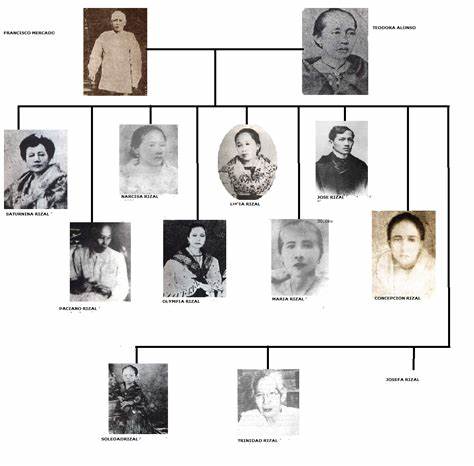 FRANCISCO MERCADO
TEODORA ALONSO
SATURNINA RIZAL
NARCISA RIZAL
LUCIA RIZAL
JOSE RIZAL
PACIANO RIZAL
OLYMPIA RIZAL
MARIA RIZAL
CONCEPCION RIZAL
SOLEDADRIZAL
TRINIDAD RIZAL
JOSEFA RIZAL